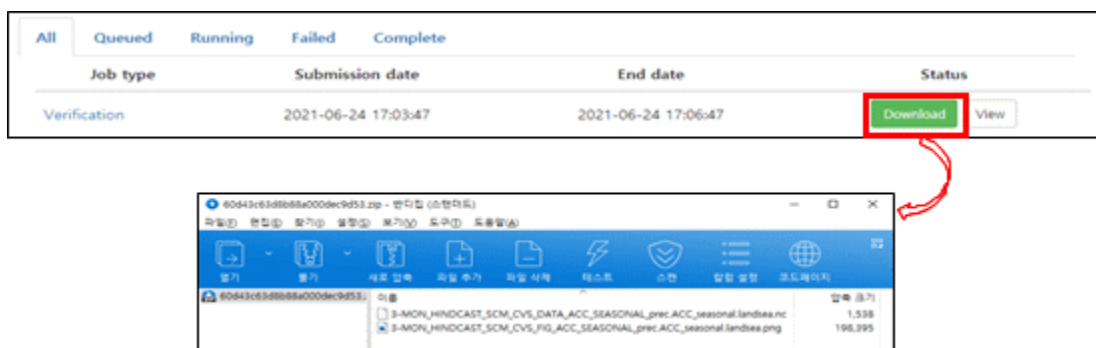 All Queued Running Failed Complete
Job type Submission date End date Status
Verification 2021-06-24 17:03:47 2021-06-24 17:06:47 Download View
60d43c63d8b88a000dec9d53.zip - 반디집 (스탠다드)
파일(F) 편집(E) 찾기(I) 설정(S) 보기(V) 도구(T) 도움말(A)
열기 풀기 새로 압축 파일 추가 파일 삭제 테스트 스캔 칼럼 설정 코드페이지
60d43c63d8b88a000dec9d53. 이름 압축 크기
3-MON_HINDCAST_SCM_CVS_DATA_ACC_SEASONAL_prec.ACC_seasonal.landsea.nc 1,538
3-MON_HINDCAST_SCM_CVS_FIG_ACC_SEASONAL_prec.ACC_seasonal.landsea.png 198,395